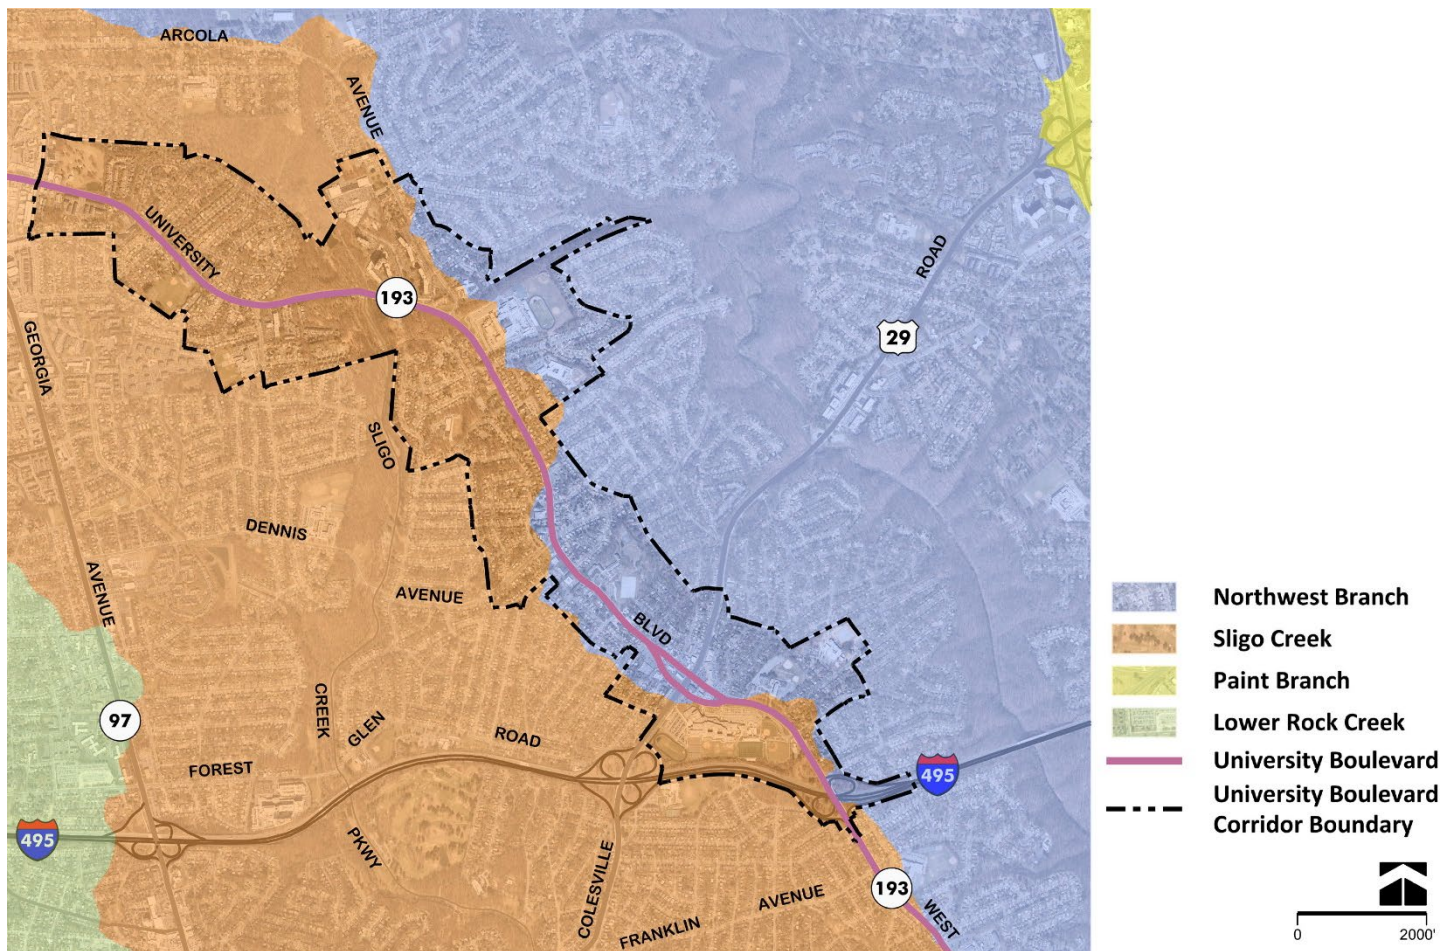 ARCOLA
AVENUE
UNIVERSITY
193
ROAD
29
GEORGIA
SLIGO
DENNIS
AVENUE
AVENUE
BLVD
CREEK
GLEN
ROAD
97
FOREST
495
495
PKWY
COLESVILLE
193
AVENUE
FRANKLIN
WEST
Northwest Branch
Sligo Creek
Paint Branch
Lower Rock Creek
University Boulevard
University Boulevard
Corridor Boundary
0 2000'